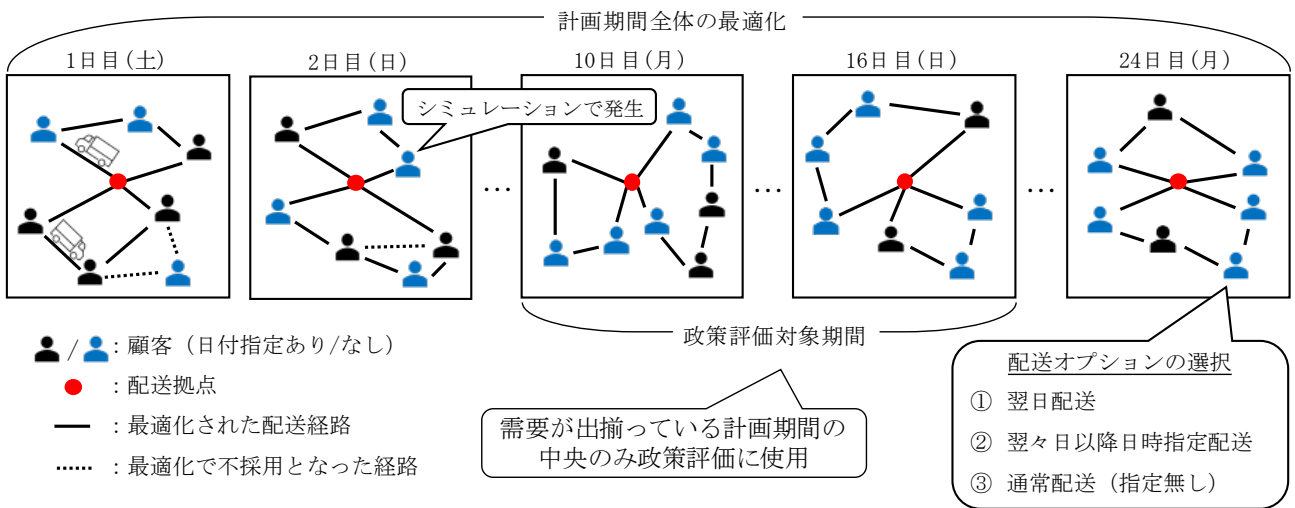 計画期間全体の最適化
1日目(土)
2日目(日)
10日目(月)
16日目(日)
24日目(月)
シミュレーションで発生
…
…
…
政策評価対象期間
/ : 顧客（日付指定あり/なし）
: 配送拠点
: 最適化された配送経路
: 最適化で不採用となった経路
需要が出揃っている計画期間の
中央のみ政策評価に使用
配送オプションの選択
① 翌日配送
② 翌々日以降日時指定配送
③ 通常配送（指定無し）